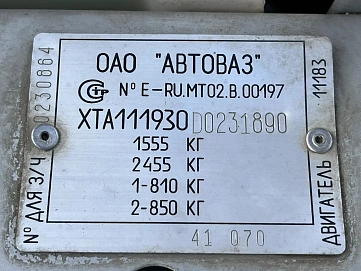 ОАО "АВТОВАЗ"
№ E-RU.MT02.B.00197
XTA111930D0231890
1555 КГ
2455 КГ
1-810 КГ
2-850 КГ
41 070
№ ДЛЯ З/Ч 0230864
ДВИГАТЕЛЬ 11183